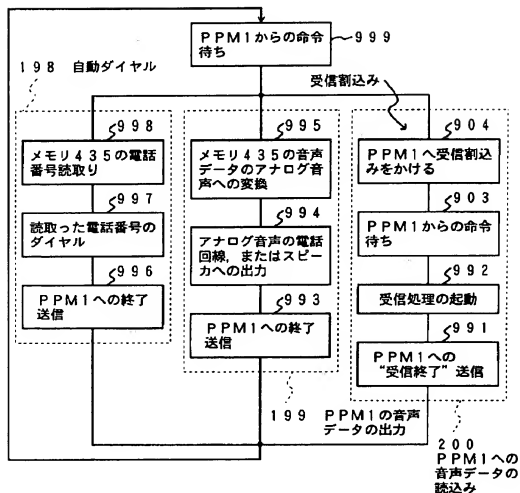 PPM1からの命令
待ち
999
198 自動ダイヤル
受信割込み
998
メモリ435の電話
番号読取り
997
読取った電話番号の
ダイヤル
996
PPM1への終了
送信
995
メモリ435の音声
データのアナログ音
声への変換
994
アナログ音声の電話
回線，またはスピー
カへの出力
993
PPM1への終了
送信
904
PPM1へ受信割込
みをかける
903
PPM1からの命令
待ち
992
受信処理の起動
991
PPM1への
“受信終了”送信
199 PPM1の音声
データの出力
200
PPM1への
音声データの
読込み